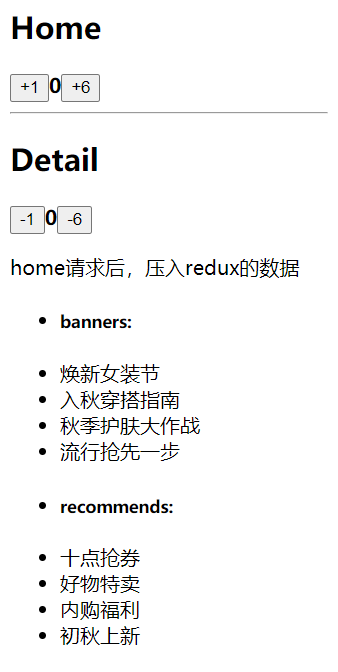 Home
+1 0 +6
Detail
-1 0 -6
home请求后，压入redux的数据
banners:
焕新女装节
入秋穿搭指南
秋季护肤大作战
流行抢先一步
recommends:
十点抢券
好物特卖
内购福利
初秋上新